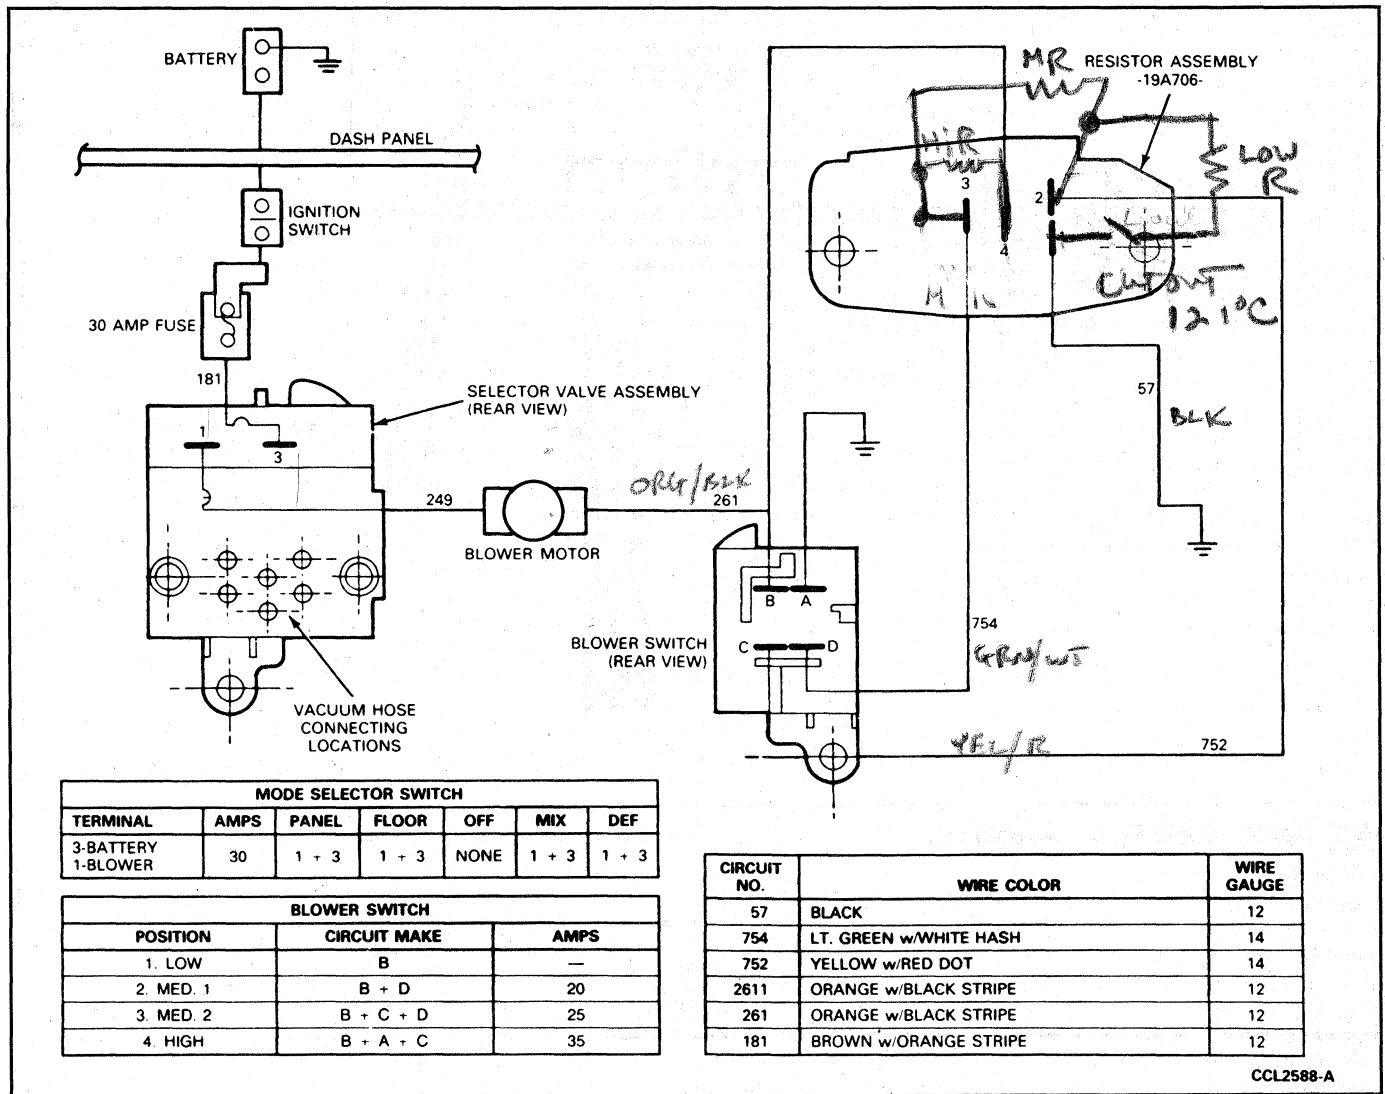 BATTERY
DASH PANEL
IGNITION
SWITCH
30 AMP FUSE
181
SELECTOR VALVE ASSEMBLY
(REAR VIEW)
1
3
249
BLOWER MOTOR
ORG/BLK
261
MR
RESISTOR ASSEMBLY
-19A706-
HiR
LOW
R
3
2
4
CUTOUT
121°C
57
BLK
B A
C D
BLOWER SWITCH
(REAR VIEW)
754
GRN/WT
YEL/R
752
VACUUM HOSE
CONNECTING
LOCATIONS
MODE SELECTOR SWITCH
TERMINAL AMPS PANEL FLOOR OFF MIX DEF
3-BATTERY
1-BLOWER 30 1 + 3 1 + 3 NONE 1 + 3 1 + 3
BLOWER SWITCH
POSITION CIRCUIT MAKE AMPS
1. LOW B —
2. MED. 1 B + D 20
3. MED. 2 B + C + D 25
4. HIGH B + A + C 35
CIRCUIT NO. WIRE COLOR WIRE GAUGE
57 BLACK 12
754 LT. GREEN w/WHITE HASH 14
752 YELLOW w/RED DOT 14
2611 ORANGE w/BLACK STRIPE 12
261 ORANGE w/BLACK STRIPE 12
181 BROWN w/ORANGE STRIPE 12
CCL2588-A